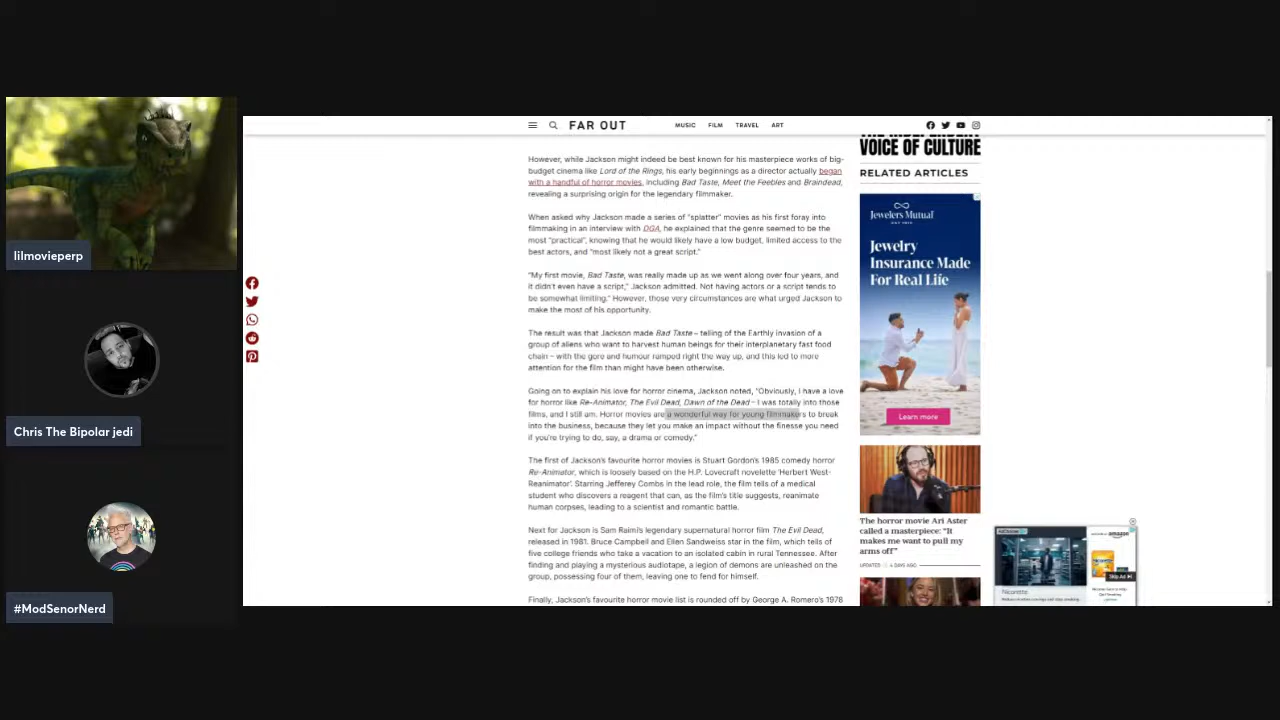 lilmovieperp
Chris The Bipolar jedi
#ModSenorNerd
FAR OUT
MUSIC FILM TRAVEL ART
However, while Jackson might indeed be best known for his masterpiece works of big-
budget cinema like Lord of the Rings, his early beginnings as a director actually began
with a handful of horror movies, including Bad Taste, Meet the Feebles and Braindead,
revealing a surprising origin for the legendary filmmaker.
When asked why Jackson made a series of "splatter" movies as his first foray into
filmmaking in an interview with DGA, he explained that the genre seemed to be the
most "practical", knowing that he would likely have a low budget, limited access to the
best actors, and "most likely not a great script."
"My first movie, Bad Taste, was really made up as we went along over four years, and
it didn't even have a script," Jackson admitted. Not having actors or a script tends to
be somewhat limiting." However, those very circumstances are what urged Jackson to
make the most of his opportunity.
The result was that Jackson made Bad Taste – telling of the Earthly invasion of a
group of aliens who want to harvest human beings for their interplanetary fast food
chain – with the gore and humour ramped right the way up, and this led to more
attention for the film than might have been otherwise.
Going on to explain his love for horror cinema, Jackson noted, "Obviously, I have a love
for horror like Re-Animator, The Evil Dead, Dawn of the Dead – I was totally into those
films, and I still am. Horror movies are a wonderful way for young filmmakers to break
into the business, because they let you make an impact without the finesse you need
if you're trying to do, say, a drama or comedy."
The first of Jackson's favourite horror movies is Stuart Gordon's 1985 comedy horror
Re-Animator, which is loosely based on the H.P. Lovecraft novelette 'Herbert West-
Reanimator'. Starring Jefferey Combs in the lead role, the film tells of a medical
student who discovers a reagent that can, as the film's title suggests, reanimate
human corpses, leading to a scientist and romantic battle.
Next for Jackson is Sam Raimi's legendary supernatural horror film The Evil Dead,
released in 1981. Bruce Campbell and Ellen Sandweiss star in the film, which tells of
five college friends who take a vacation to an isolated cabin in rural Tennessee. After
finding and playing a mysterious audiotape, a legion of demons are unleashed on the
group, possessing four of them, leaving one to fend for himself.
Finally, Jackson's favourite horror movie list is rounded off by George A. Romero's 1978
VOICE OF CULTURE
RELATED ARTICLES
Jewelers Mutual
Jewelry
Insurance Made
For Real Life
Learn more
The horror movie Ari Aster
called a masterpiece: "It
makes me want to pull my
arms off"
UPDATED 4 DAYS AGO
amazon
Skip Ad
Nicorette